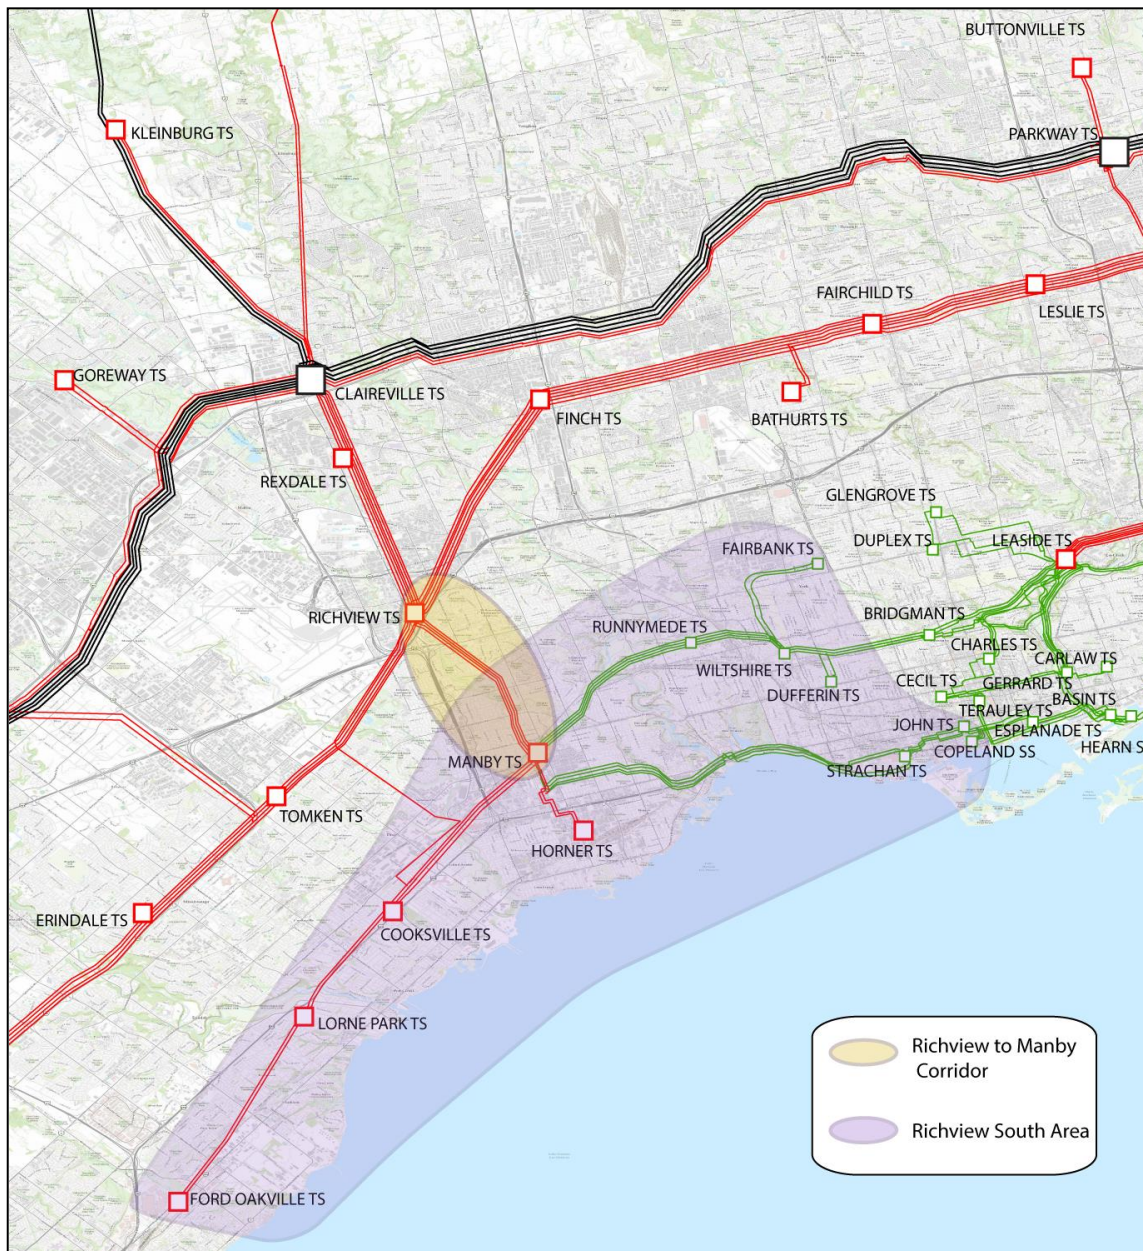 BUTTONVILLE TS
KLEINBURG TS
PARKWAY TS
FAIRCHILD TS
LESLIE TS
GOREWAY TS
CLAIREVILLE TS
FINCH TS
BATHURTS TS
REXDALE TS
GLENGROVE TS
DUPLEX TS
LEASIDE TS
FAIRBANK TS
RICHVIEW TS
RUNNYMEDE TS
BRIDGMAN TS
CHARLES TS
WILTSHIRE TS
CARLAW TS
CECIL TS
GERRARD TS
DUFFERIN TS
BASIN TS
TERAULEY TS
JOHN TS
ESPLANADE TS
COPELAND SS
HEARN S
MANBY TS
STRACHAN TS
TOMKEN TS
HORNER TS
ERINDALE TS
COOKSVILLE TS
LORNE PARK TS
Richview to Manby
Corridor
Richview South Area
FORD OAKVILLE TS